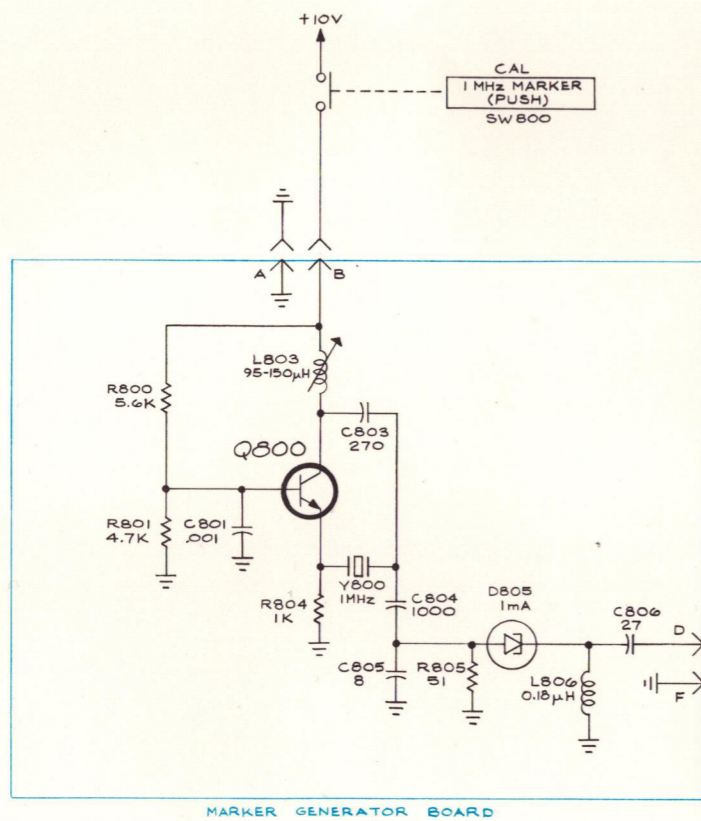 +10V
CAL
1 MHz MARKER
(PUSH)
SW800
A
B
L803
95-150µH
R800
5.6K
C803
270
Q800
R801
4.7K
C801
.001
Y800
1MHz
R804
1K
C804
1000
D805
1mA
C806
27
D
C805
8
R805
51
L806
0.18µH
F
MARKER GENERATOR BOARD